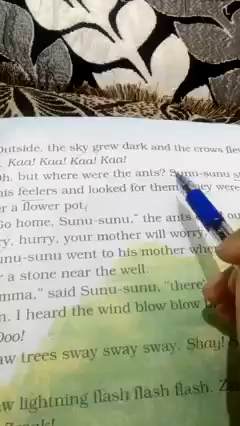 Outside, the sky grew dark and the crows fle
Kaa! Kaa! Kaa! Kaa!
Oh, but where were the ants? Sunu-sunu s
his feelers and looked for them they were
er a flower pot.
Go home, Sunu-sunu," the ants ou
ry, hurry, your mother will worry,
unu-sunu went to his mother who
r a stone near the well.
mma," said Sunu-sunu, "there
n. I heard the wind blow blow b
Ooo!
aw trees sway sway sway. Shay! S
aw lightning flash flash flash. Z